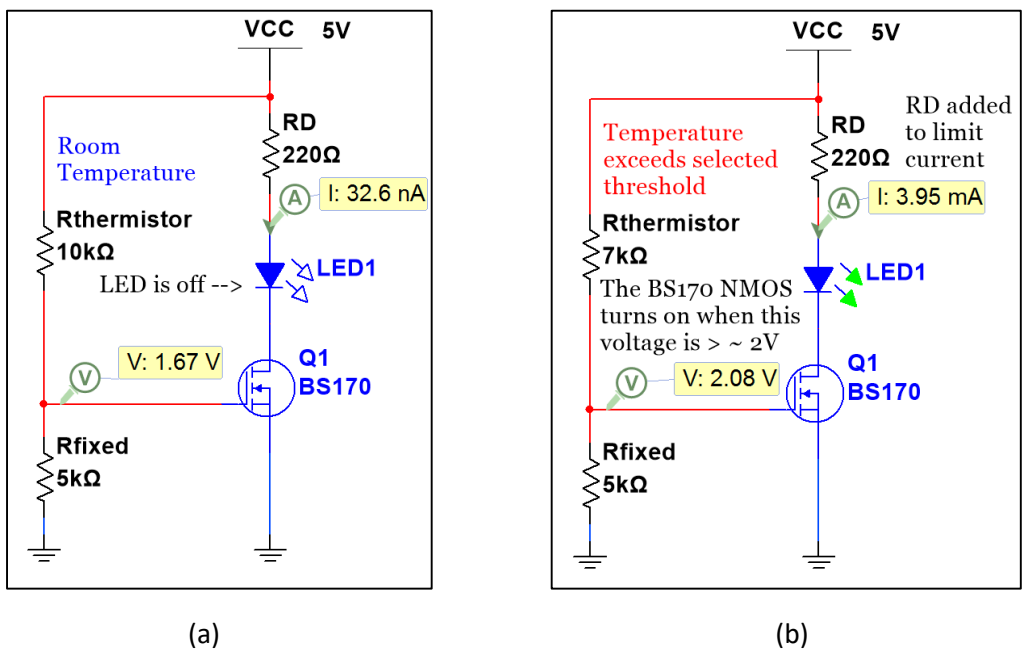 VCC 5V
RD
220Ω
Room
Temperature
I: 32.6 nA
A
Rthermistor
10kΩ
LED1
LED is off -->
V: 1.67 V
V
Q1
BS170
Rfixed
5kΩ
(a)
VCC 5V
RD
220Ω
RD added
to limit
current
Temperature
exceeds selected
threshold
I: 3.95 mA
A
Rthermistor
7kΩ
LED1
The BS170 NMOS
turns on when this
voltage is > ~ 2V
V: 2.08 V
V
Q1
BS170
Rfixed
5kΩ
(b)